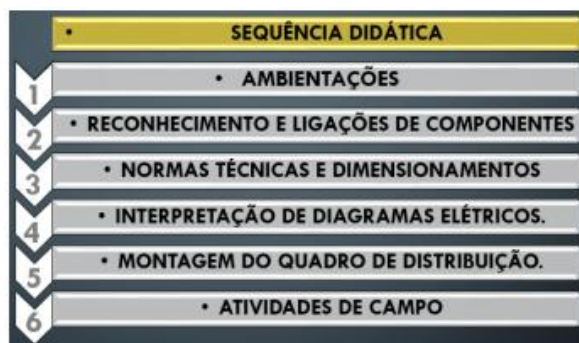 • SEQUÊNCIA DIDÁTICA
1 • AMBIENTAÇÕES
2 • RECONHECIMENTO E LIGAÇÕES DE COMPONENTES
3 • NORMAS TÉCNICAS E DIMENSIONAMENTOS
4 • INTERPRETAÇÃO DE DIAGRAMAS ELÉTRICOS.
5 • MONTAGEM DO QUADRO DE DISTRIBUIÇÃO.
6 • ATIVIDADES DE CAMPO